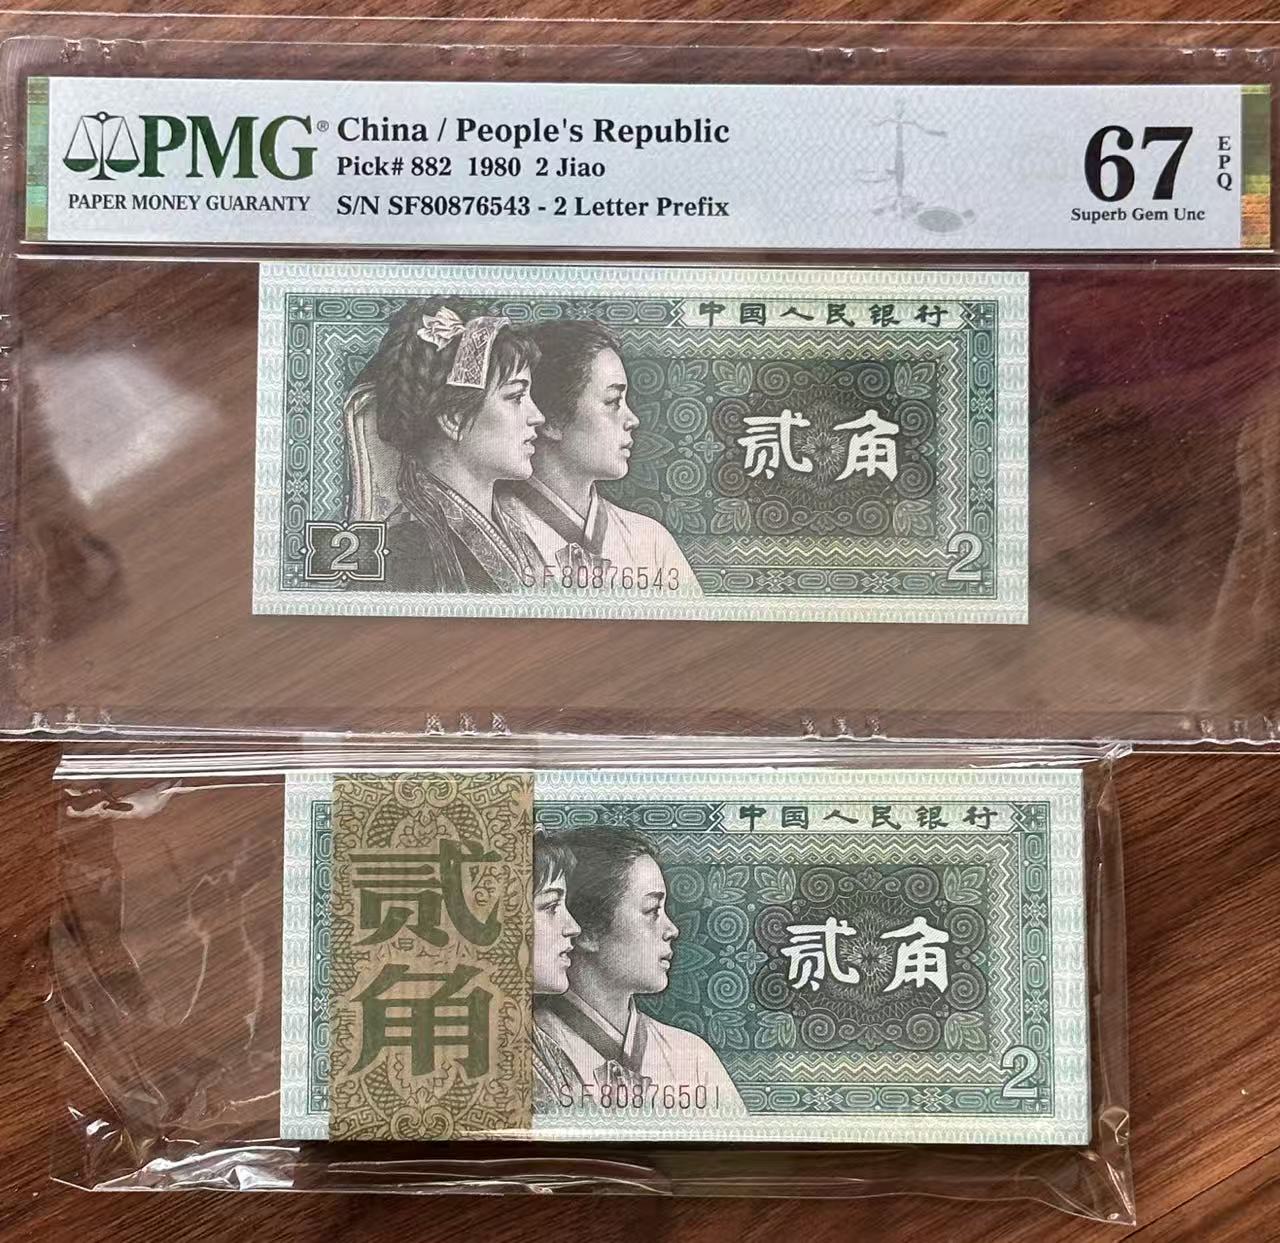 PMG®
PAPER MONEY GUARANTY
China / People's Republic
Pick# 882 1980 2 Jiao
S/N SF80876543 - 2 Letter Prefix
67
EPQ
Superb Gem Unc
中国人民银行
贰角
2
2
SF80876543
贰角
中国人民银行
贰角
2
SF80876501